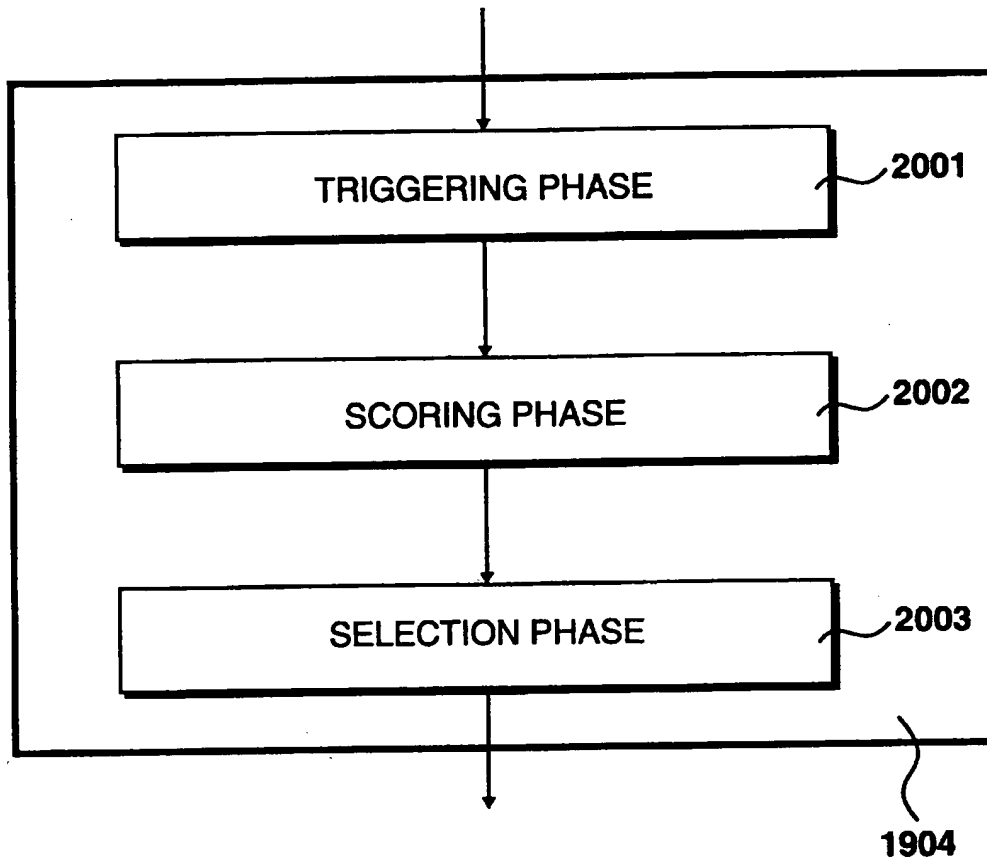 TRIGGERING PHASE
2001
SCORING PHASE
2002
SELECTION PHASE
2003
1904